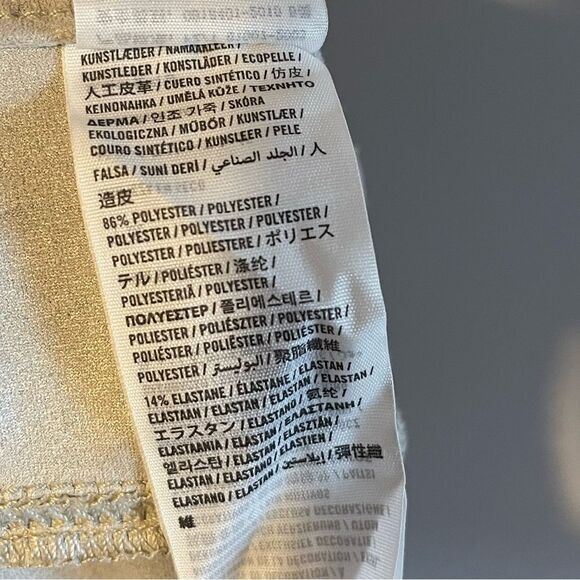 KUNSTLÆDER / NAMAAKLEER /
KUNSTLEDER / KONSTLÄDER / ECOPELLE /
人工皮革 / CUERO SINTÉTICO / 仿皮 /
KEINONAHKA / UMĚLÁ KŮŽE / ΤΕΧΝΗΤΟ
ΔΕΡΜΑ / 인조 가죽 / SKÓRA
EKOLOGICZNA / MŰBŐR / KUNSTLÆR /
COURO SINTÉTICO / KUNSLEER / PELE
FALSA / SUNI DERİ / الجلد الصناعي / 人
造皮
86% POLYESTER / POLYESTER /
POLYESTER / POLYESTER / POLYESTER /
POLYESTER / POLIESTERE / ポリエス
テル / POLIÉSTER / 涤纶 /
POLYESTERIÄ / POLYESTER /
ΠΟΛΥΕΣΤΕΡ / 폴리에스테르 /
POLIESTER / POLIÉSZTER / POLYESTER /
POLIÉSTER / POLIËSTER / POLIÉSTER /
POLYESTER / البوليستر / 聚脂纖維
14% ELASTANE / ELASTANE / ELASTAN /
ELASTAAN / ELASTAN / ELASTAN /
エラスタン / ELASTANO / 氨纶 /
ELASTAANIA / ELASTAN / ΕΛΑΣΤΑΝΗ /
엘라스탄 / ELASTAN / ELASZTÁN /
ELASTAN / ELASTANO / ELASTIEN /
ELASTANO / ELASTAN / إيلاستين / 彈性纖
維